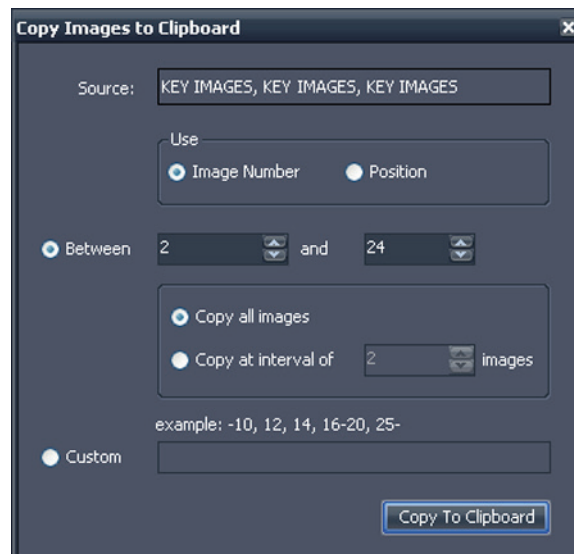 Copy Images to Clipboard
Source: KEY IMAGES, KEY IMAGES, KEY IMAGES
Use
Image Number Position
Between 2 and 24
Copy all images
Copy at interval of 2 images
example: -10, 12, 14, 16-20, 25-
Custom
Copy To Clipboard